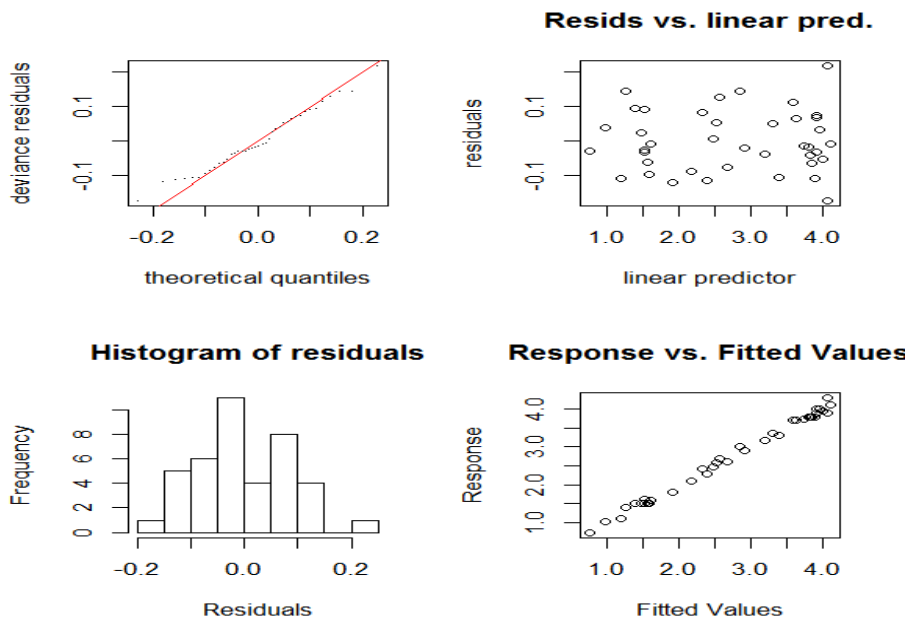 deviance residuals
0.1
-0.1
-0.2
0.0
0.2
theoretical quantiles
Resids vs. linear pred.
residuals
0.1
-0.1
1.0
2.0
3.0
4.0
linear predictor
Histogram of residuals
Frequency
8
6
4
2
0
-0.2
0.0
0.2
Residuals
Response vs. Fitted Values
Response
4.0
3.0
2.0
1.0
1.0
2.0
3.0
4.0
Fitted Values